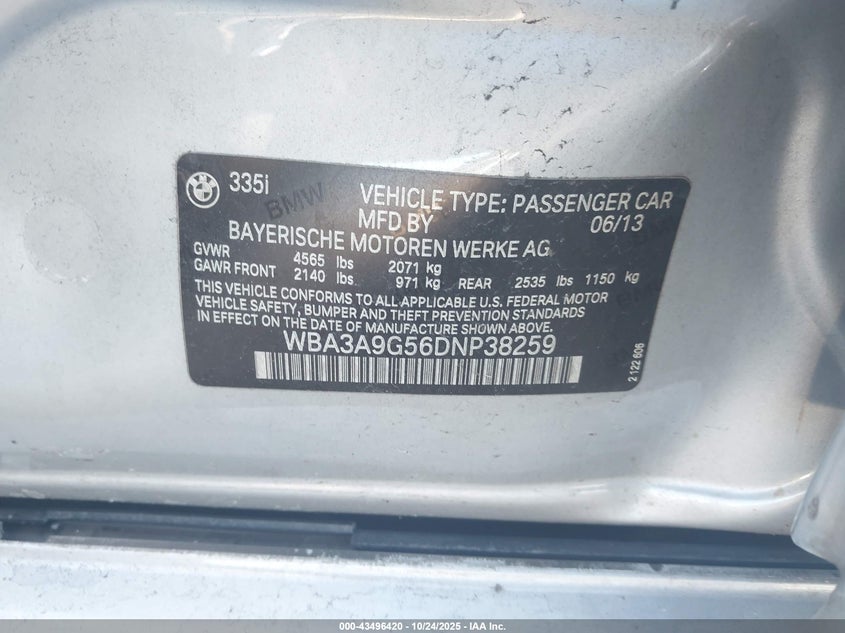 335i
VEHICLE TYPE: PASSENGER CAR
MFD BY 06/13
BAYERISCHE MOTOREN WERKE AG
GVWR 4565 lbs 2071 kg
GAWR FRONT 2140 lbs 971 kg REAR 2535 lbs 1150 kg
THIS VEHICLE CONFORMS TO ALL APPLICABLE U.S. FEDERAL MOTOR
VEHICLE SAFETY, BUMPER AND THEFT PREVENTION STANDARDS
IN EFFECT ON THE DATE OF MANUFACTURE SHOWN ABOVE.
WBA3A9G56DNP38259
2 122 606
BMW
000-43496420 - 10/24/2025 - IAA Inc.